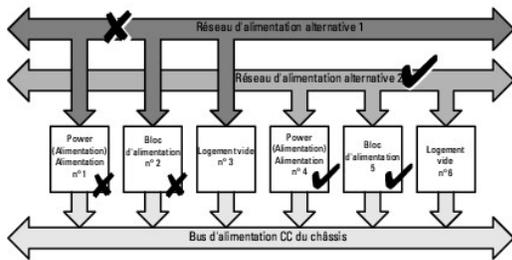 Réseau d'alimentation alternative 1
Réseau d'alimentation alternative 2
Power
(Alimentation)
Alimentation
n° 1
Bloc
d'alimentation
n° 2
Logement vide
n° 3
Power
(Alimentation)
Alimentation
n° 4
Bloc
d'alimentation
5
Logement
vide
n° 6
Bus d'alimentation CC du châssis